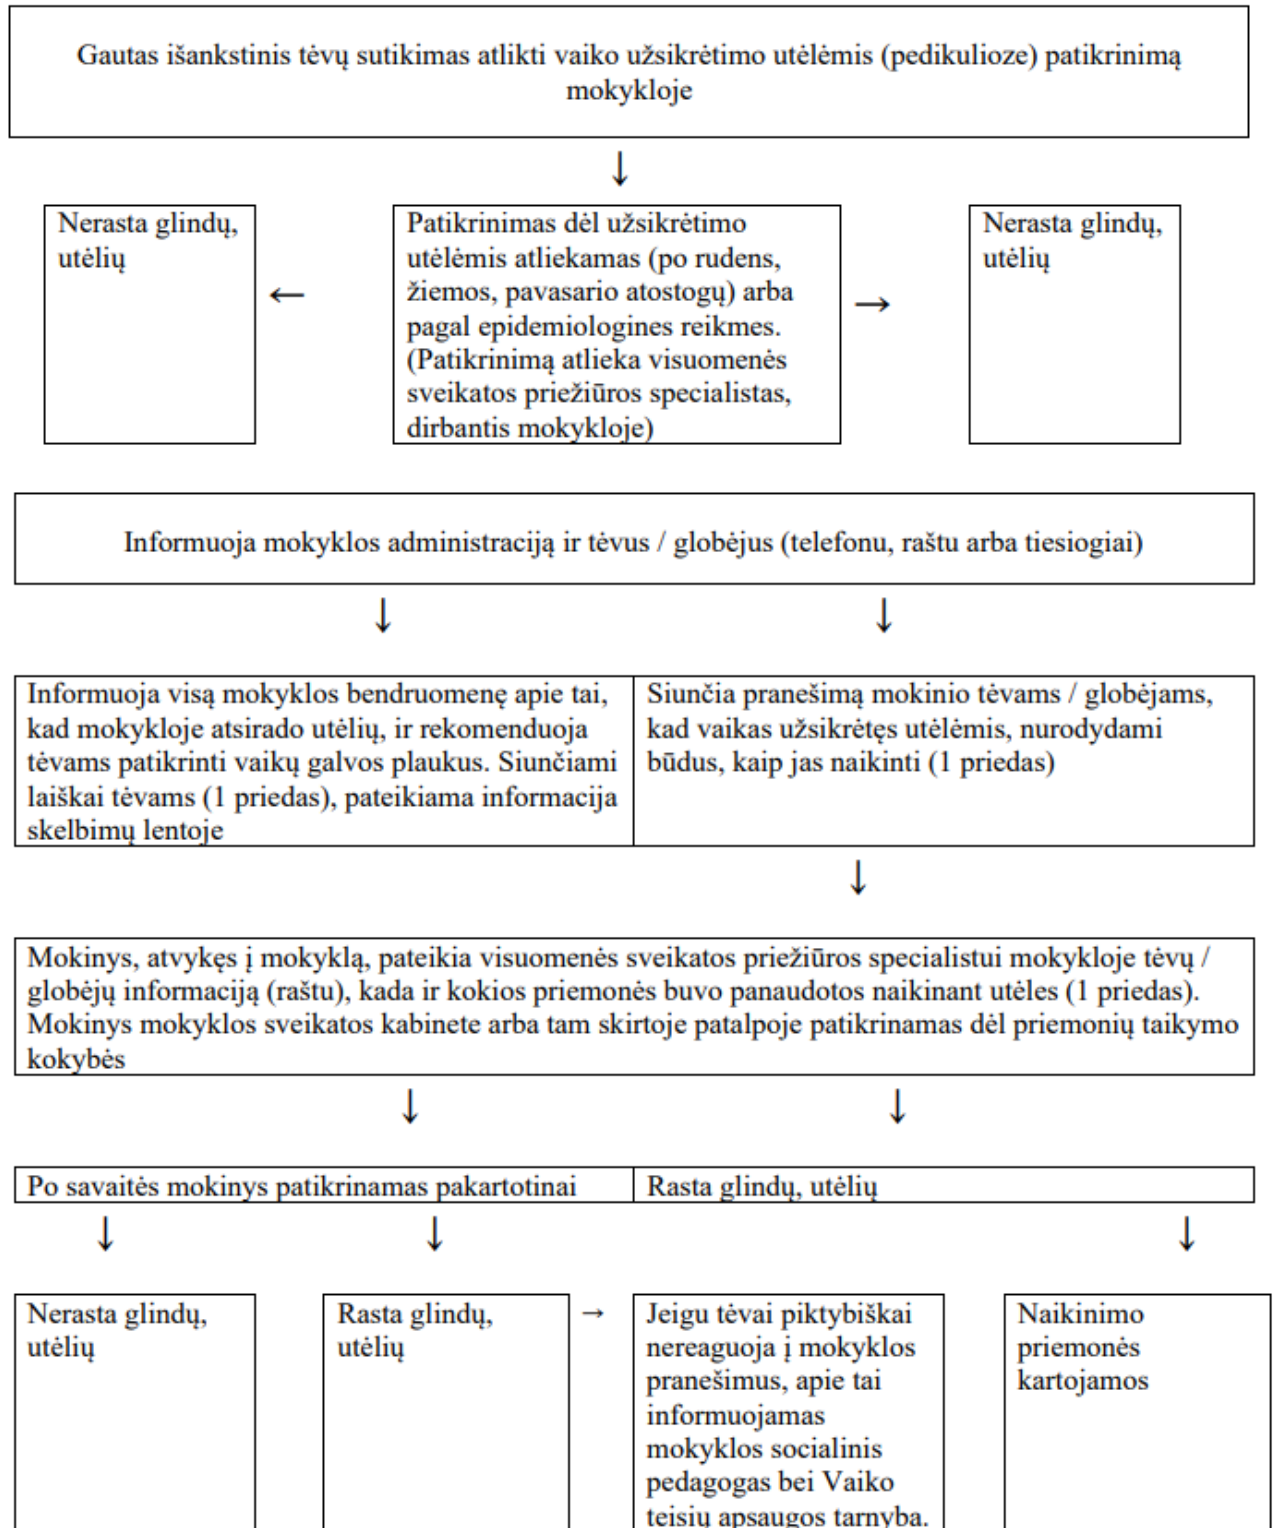 Gautas išankstinis tėvų sutikimas atlikti vaiko užsikrėtimo utėlėmis (pedikulioze) patikrinimą
mokykloje
↓
Nerasta glindų,
utėlių
←
Patikrinimas dėl užsikrėtimo
utėlėmis atliekamas (po rudens,
žiemos, pavasario atostogų) arba
pagal epidemiologines reikmes.
(Patikrinimą atlieka visuomenės
sveikatos priežiūros specialistas,
dirbantis mokykloje)
→
Nerasta glindų,
utėlių
Informuoja mokyklos administraciją ir tėvus / globėjus (telefonu, raštu arba tiesiogiai)
↓ ↓
Informuoja visą mokyklos bendruomenę apie tai,
kad mokykloje atsirado utėlių, ir rekomenduoja
tėvams patikrinti vaikų galvos plaukus. Siunčiami
laiškai tėvams (1 priedas), pateikiama informacija
skelbimų lentoje
Siunčia pranešimą mokinio tėvams / globėjams,
kad vaikas užsikrėtęs utėlėmis, nurodydami
būdus, kaip jas naikinti (1 priedas)
↓
Mokinys, atvykęs į mokyklą, pateikia visuomenės sveikatos priežiūros specialistui mokykloje tėvų /
globėjų informaciją (raštu), kada ir kokios priemonės buvo panaudotos naikinant utėles (1 priedas).
Mokinys mokyklos sveikatos kabinete arba tam skirtoje patalpoje patikrinamas dėl priemonių taikymo
kokybės
↓ ↓
Po savaitės mokinys patikrinamas pakartotinai
Rasta glindų, utėlių
↓ ↓ ↓
Nerasta glindų,
utėlių
Rasta glindų,
utėlių
→
Jeigu tėvai piktybiškai
nereaguoja į mokyklos
pranešimus, apie tai
informuojamas
mokyklos socialinis
pedagogas bei Vaiko
teisių apsaugos tarnyba.
Naikinimo
priemonės
kartojamos